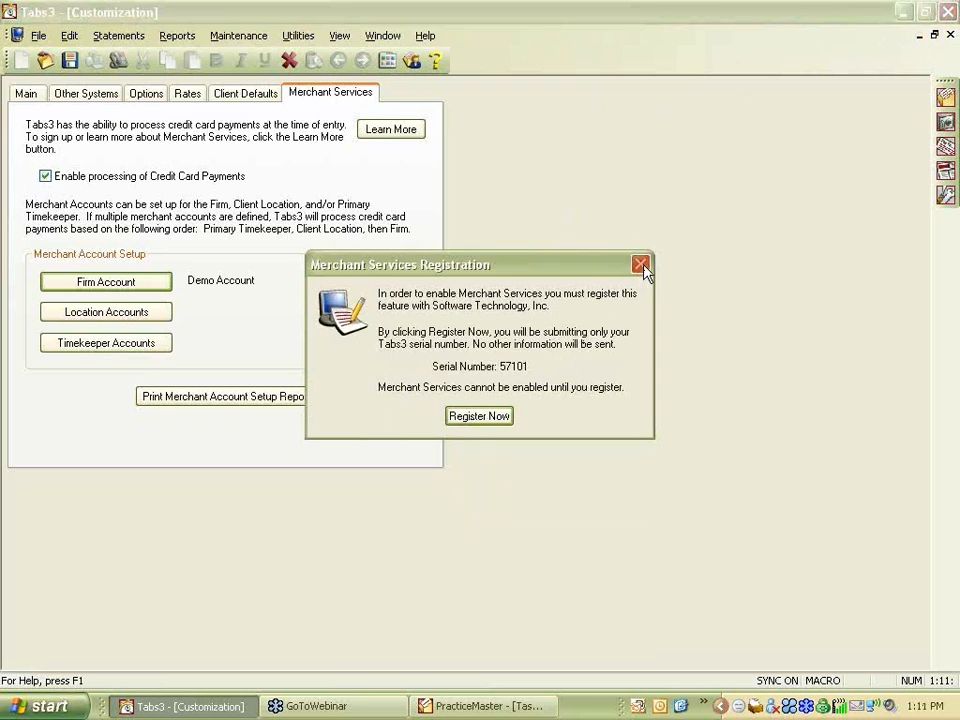 Tabs3 - [Customization]
File Edit Statements Reports Maintenance Utilities View Window Help
Main Other Systems Options Rates Client Defaults Merchant Services
Tabs3 has the ability to process credit card payments at the time of entry.
To sign up or learn more about Merchant Services, click the Learn More
button.
Learn More
Enable processing of Credit Card Payments
Merchant Accounts can be set up for the Firm, Client Location, and/or Primary
Timekeeper. If multiple merchant accounts are defined, Tabs3 will process credit card
payments based on the following order: Primary Timekeeper, Client Location, then Firm.
Merchant Account Setup
Firm Account Demo Account
Location Accounts
Timekeeper Accounts
Print Merchant Account Setup Repo
Merchant Services Registration
In order to enable Merchant Services you must register this
feature with Software Technology, Inc.
By clicking Register Now, you will be submitting only your
Tabs3 serial number. No other information will be sent.
Serial Number: 57101
Merchant Services cannot be enabled until you register.
Register Now
For Help, press F1 SYNC ON MACRO NUM 1:11:
start Tabs3 - [Customization] GoToWebinar PracticeMaster - [Tas... 1:11 PM